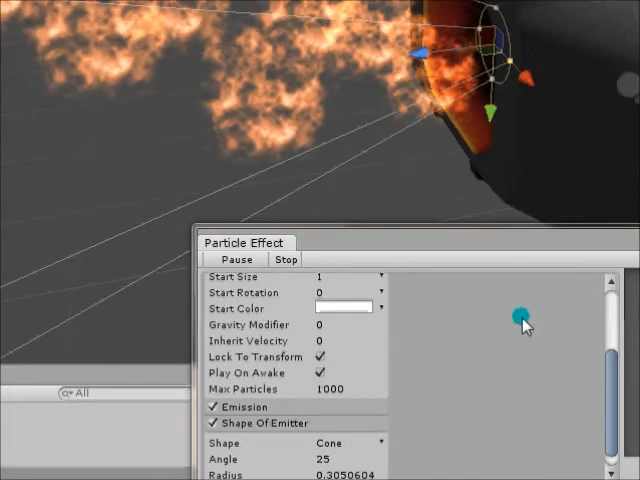 Particle Effect
Pause Stop
Start Size 1
Start Rotation 0
Start Color
Gravity Modifier 0
Inherit Velocity 0
Lock To Transform
Play On Awake
Max Particles 1000
Emission
Shape Of Emitter
All
Shape Cone
Angle 25
Radius 0.3050604